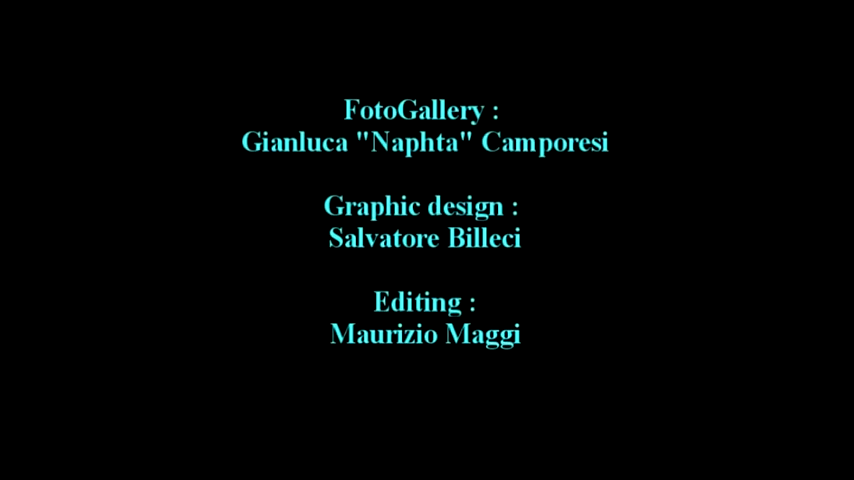 FotoGallery :
Gianluca "Naphta" Camporesi
Graphic design :
Salvatore Billeci
Editing :
Maurizio Maggi